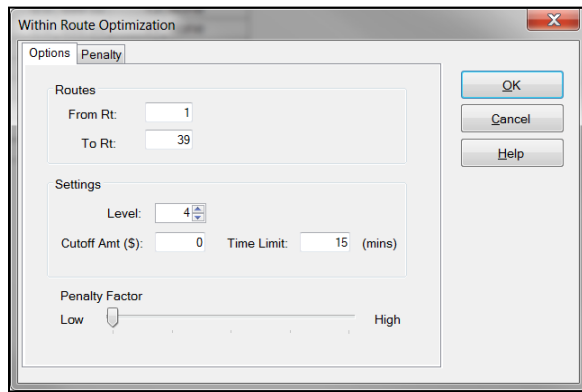 Within Route Optimization
Options Penalty
Routes
From Rt: 1
To Rt: 39
Settings
Level: 4
Cutoff Amt ($): 0 Time Limit: 15 (mins)
Penalty Factor
Low High
OK
Cancel
Help